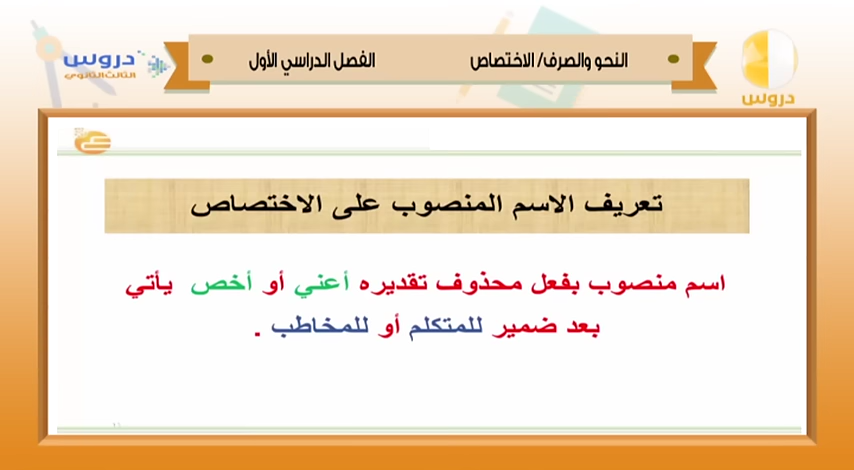 دروس
الثالث الثانوي
النحو والصرف/ الاختصاص
الفصل الدراسي الأول
دروس
تعريف الاسم المنصوب على الاختصاص
اسم منصوب بفعل محذوف تقديره أعني أو أخص يأتي
بعد ضمير للمتكلم أو للمخاطب .